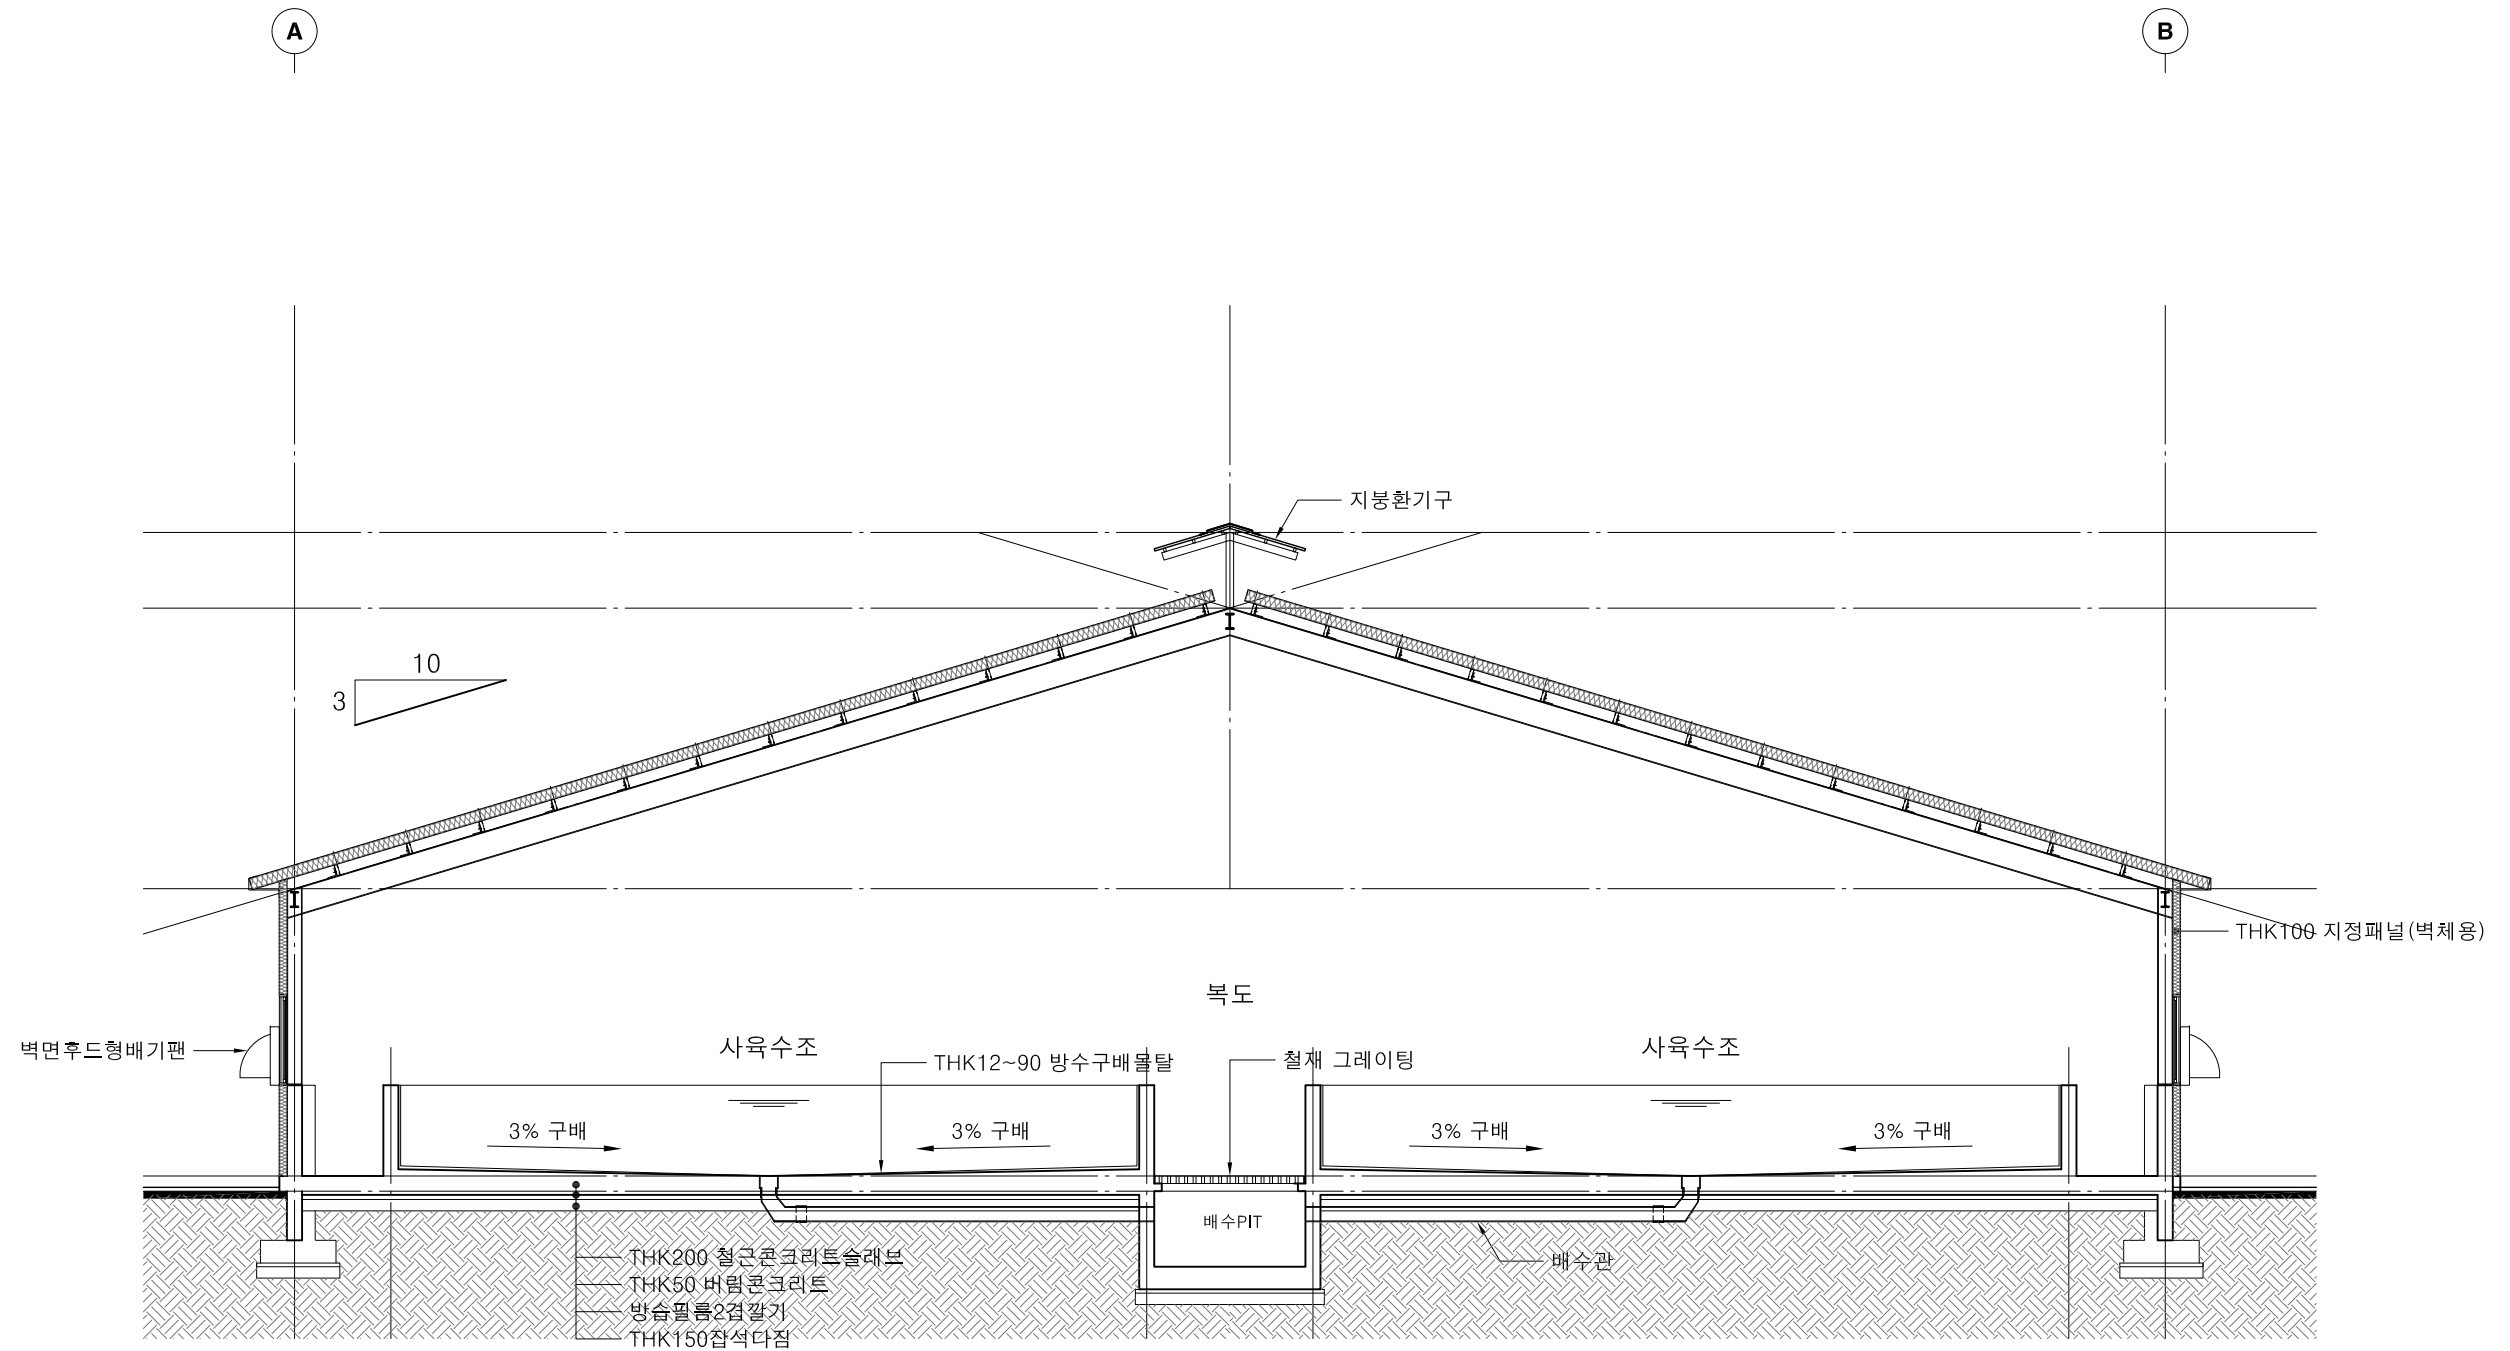 A
B
지붕환기구
10
3
THK100 지정패널(벽체용)
복도
벽면후드형배기팬
사육수조
THK12~90 방수구배몰탈
철재 그레이팅
사육수조
3% 구배
3% 구배
3% 구배
3% 구배
배수PIT
THK200 철근콘크리트슬래브
THK50 버림콘크리트
방습필름2겹깔기
THK150잡석다짐
배수관